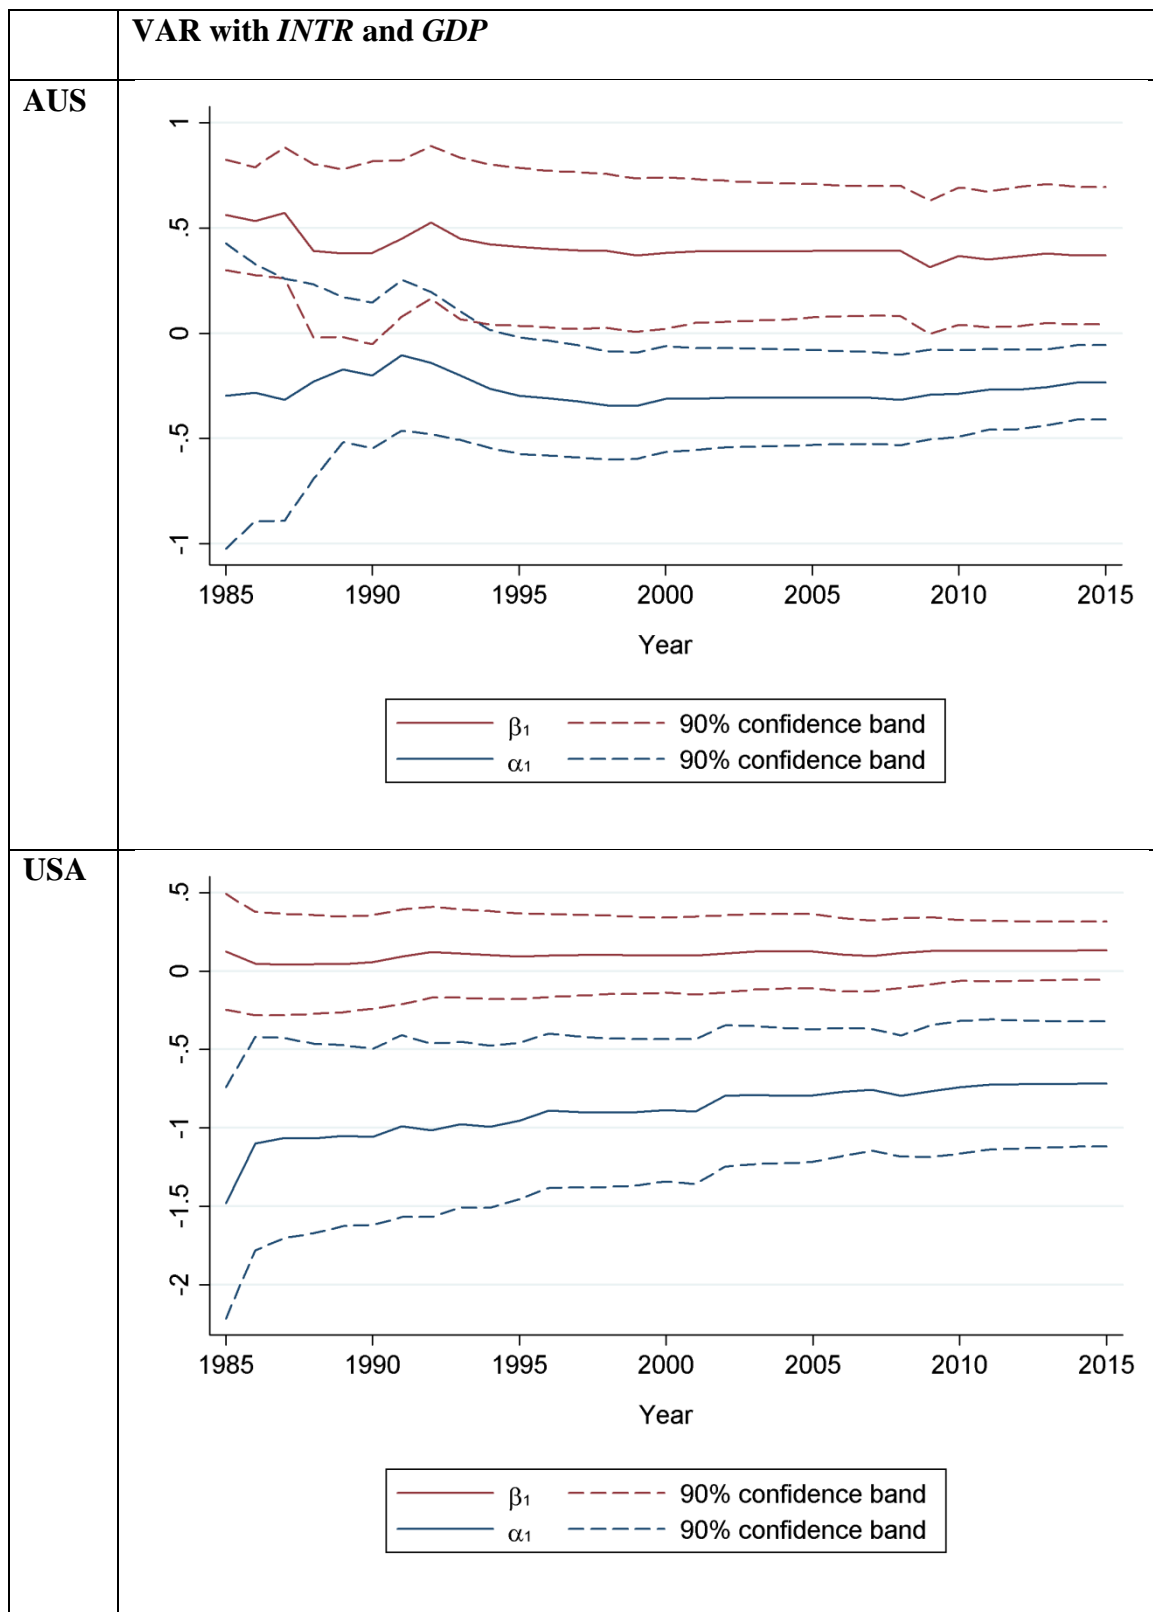 VAR with INTR and GDP
AUS
1
.5
0
-.5
-1
1985 1990 1995 2000 2005 2010 2015
Year
β1 90% confidence band
α1 90% confidence band
USA
.5
0
-.5
-1
-1.5
-2
1985 1990 1995 2000 2005 2010 2015
Year
β1 90% confidence band
α1 90% confidence band